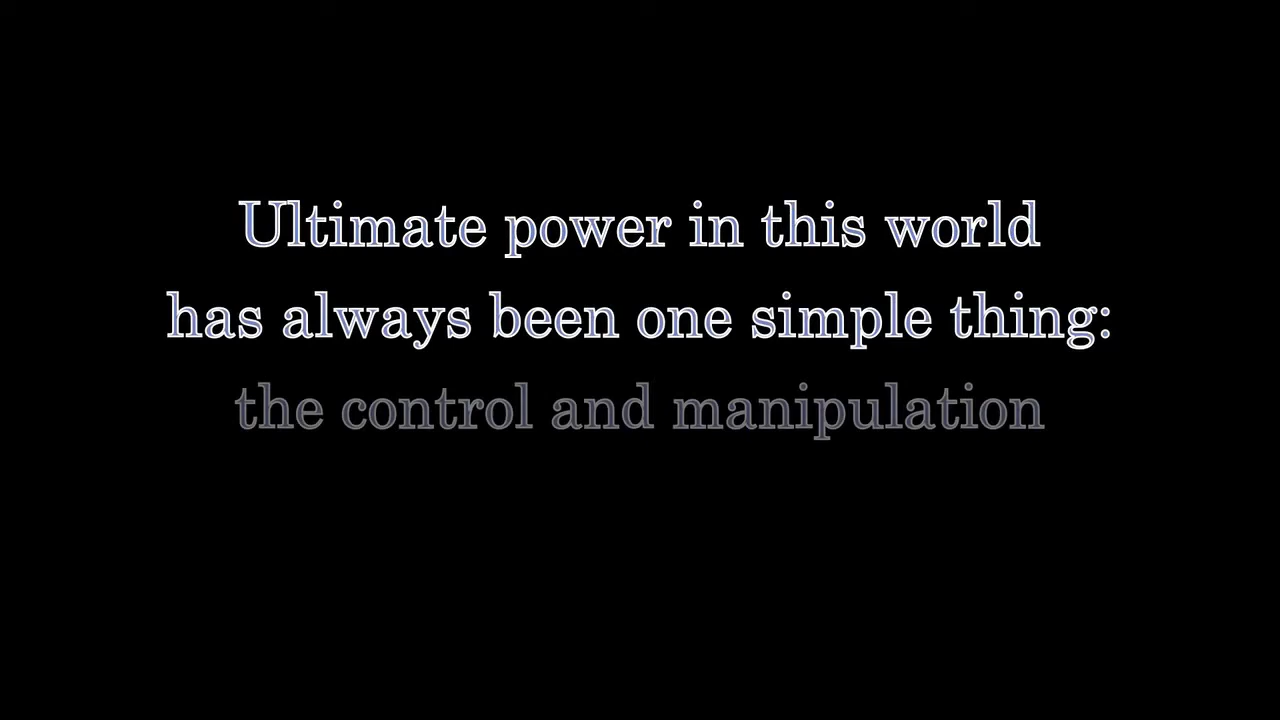 Ultimate power in this world
has always been one simple thing:
the control and manipulation